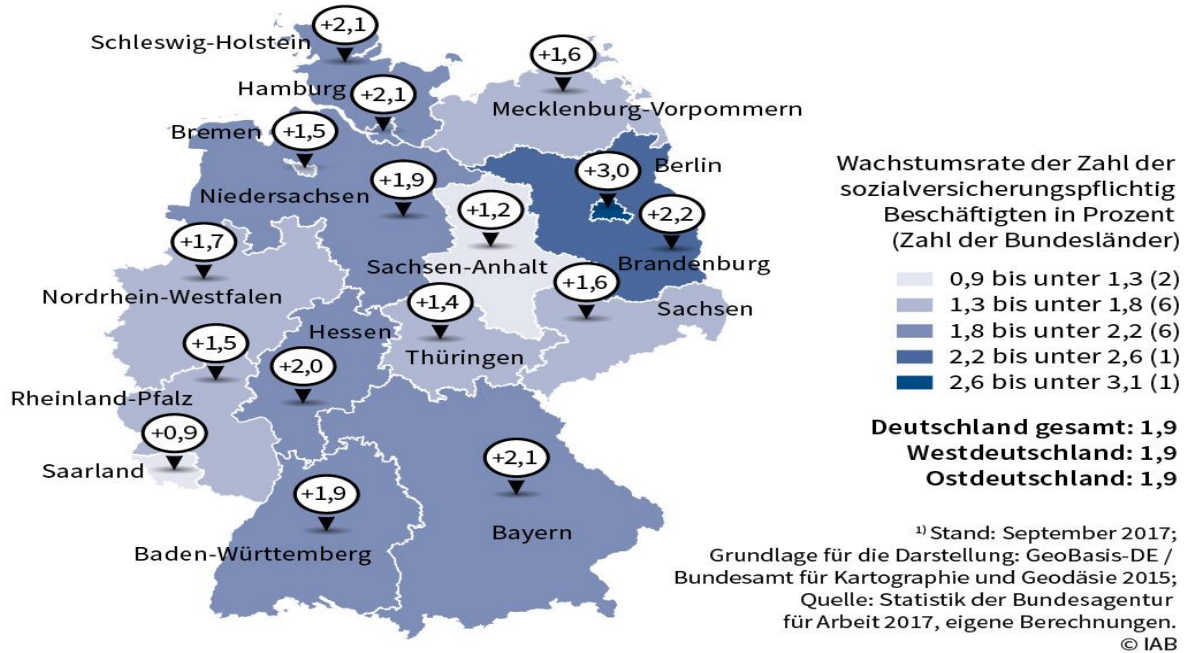 +2,1
Schleswig-Holstein
+1,6
Hamburg
+2,1
Mecklenburg-Vorpommern
Bremen
+1,5
Berlin
+3,0
Niedersachsen
+1,9
+1,2
+2,2
+1,7
Sachsen-Anhalt
Brandenburg
Nordrhein-Westfalen
+1,4
+1,6
Sachsen
Hessen
+1,5
Thüringen
+2,0
Rheinland-Pfalz
+0,9
Saarland
+2,1
+1,9
Bayern
Baden-Württemberg
Wachstumsrate der Zahl der
sozialversicherungspflichtig
Beschäftigten in Prozent
(Zahl der Bundesländer)
0,9 bis unter 1,3 (2)
1,3 bis unter 1,8 (6)
1,8 bis unter 2,2 (6)
2,2 bis unter 2,6 (1)
2,6 bis unter 3,1 (1)
Deutschland gesamt: 1,9
Westdeutschland: 1,9
Ostdeutschland: 1,9
1) Stand: September 2017;
Grundlage für die Darstellung: GeoBasis-DE /
Bundesamt für Kartographie und Geodäsie 2015;
Quelle: Statistik der Bundesagentur
für Arbeit 2017, eigene Berechnungen.
© IAB